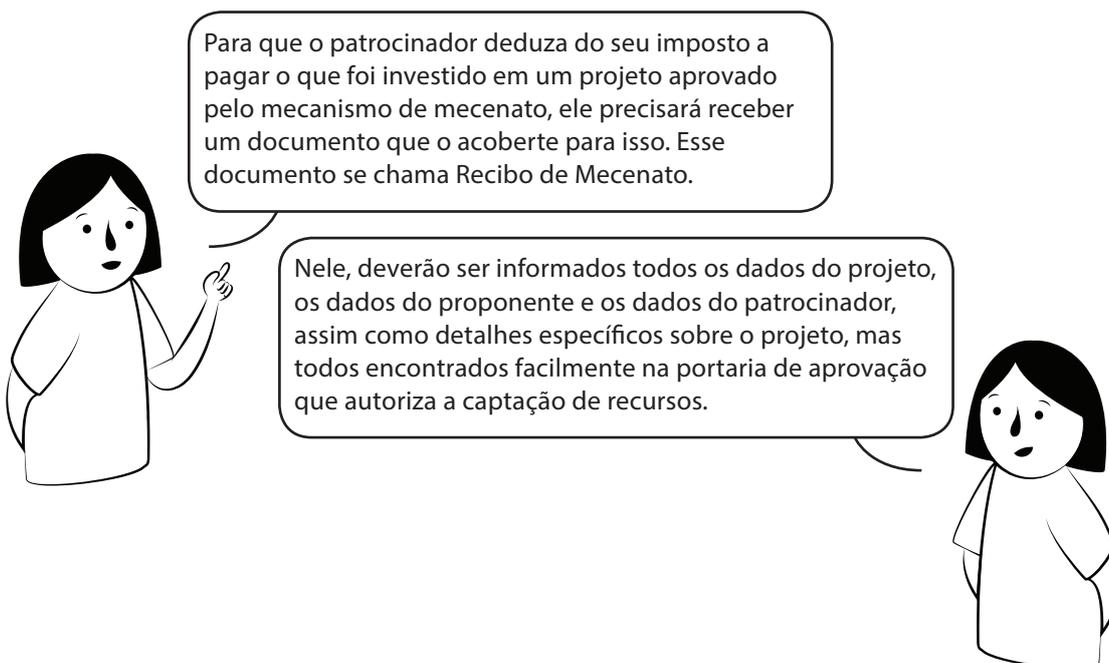 Para que o patrocinador deduza do seu imposto a
pagar o que foi investido em um projeto aprovado
pelo mecanismo de mecenato, ele precisará receber
um documento que o acoberte para isso. Esse
documento se chama Recibo de Mecenato.
Nele, deverão ser informados todos os dados do projeto,
os dados do proponente e os dados do patrocinador,
assim como detalhes específicos sobre o projeto, mas
todos encontrados facilmente na portaria de aprovação
que autoriza a captação de recursos.